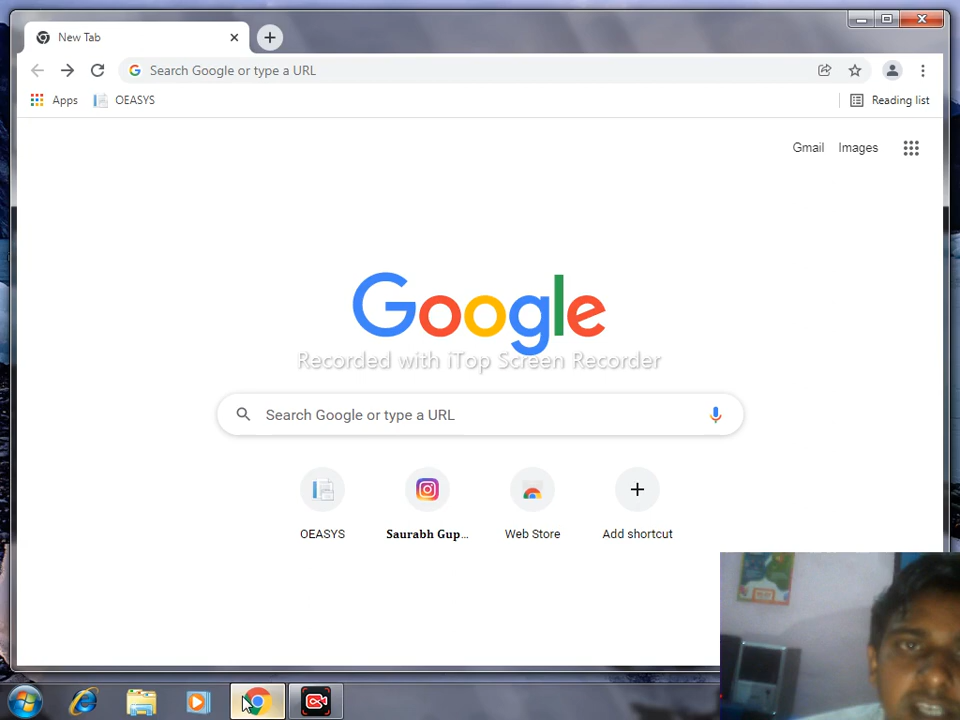 New Tab
Search Google or type a URL
Apps
OEASYS
Reading list
Gmail
Images
Google
Recorded with iTop Screen Recorder
Search Google or type a URL
OEASYS
Saurabh Gup...
Web Store
Add shortcut